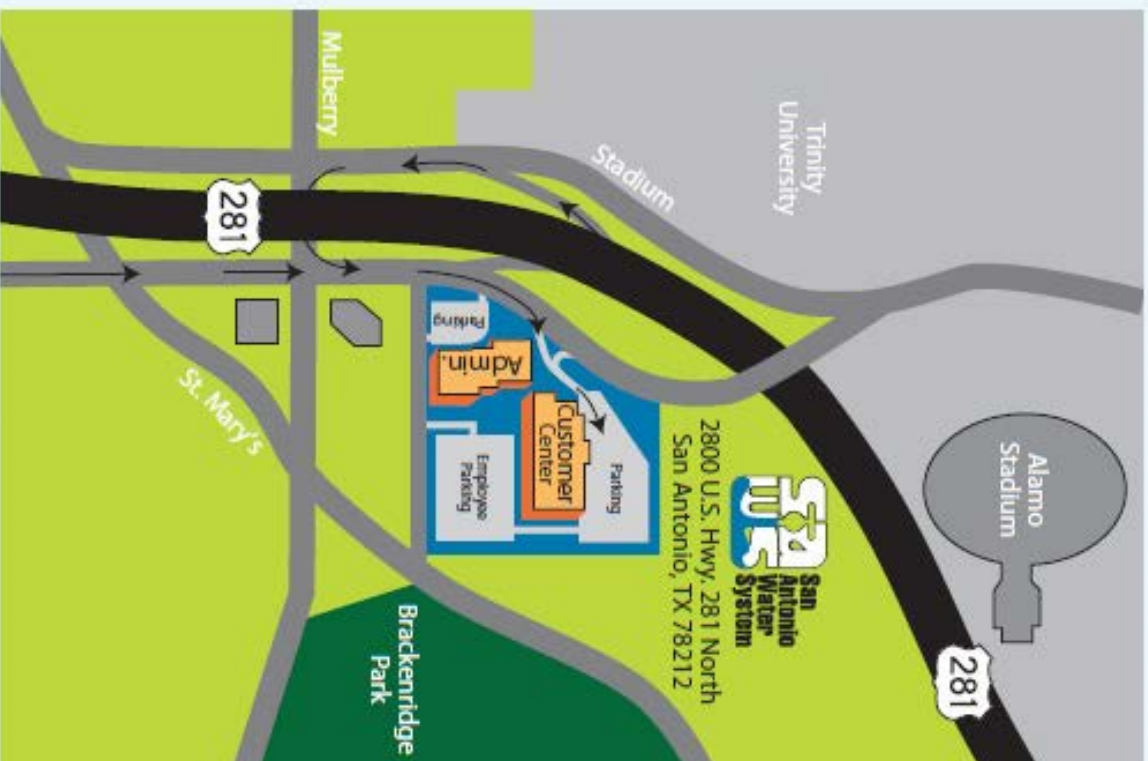 Trinity
University
Alamo
Stadium
Stadium
Mulberry
281
281
SAWS
San
Antonio
Water
System
2800 U.S. Hwy. 281 North
San Antonio, TX 78212
Parking
Admin.
Customer
Center
Parking
Employee
Parking
St. Mary's
Brackenridge
Park